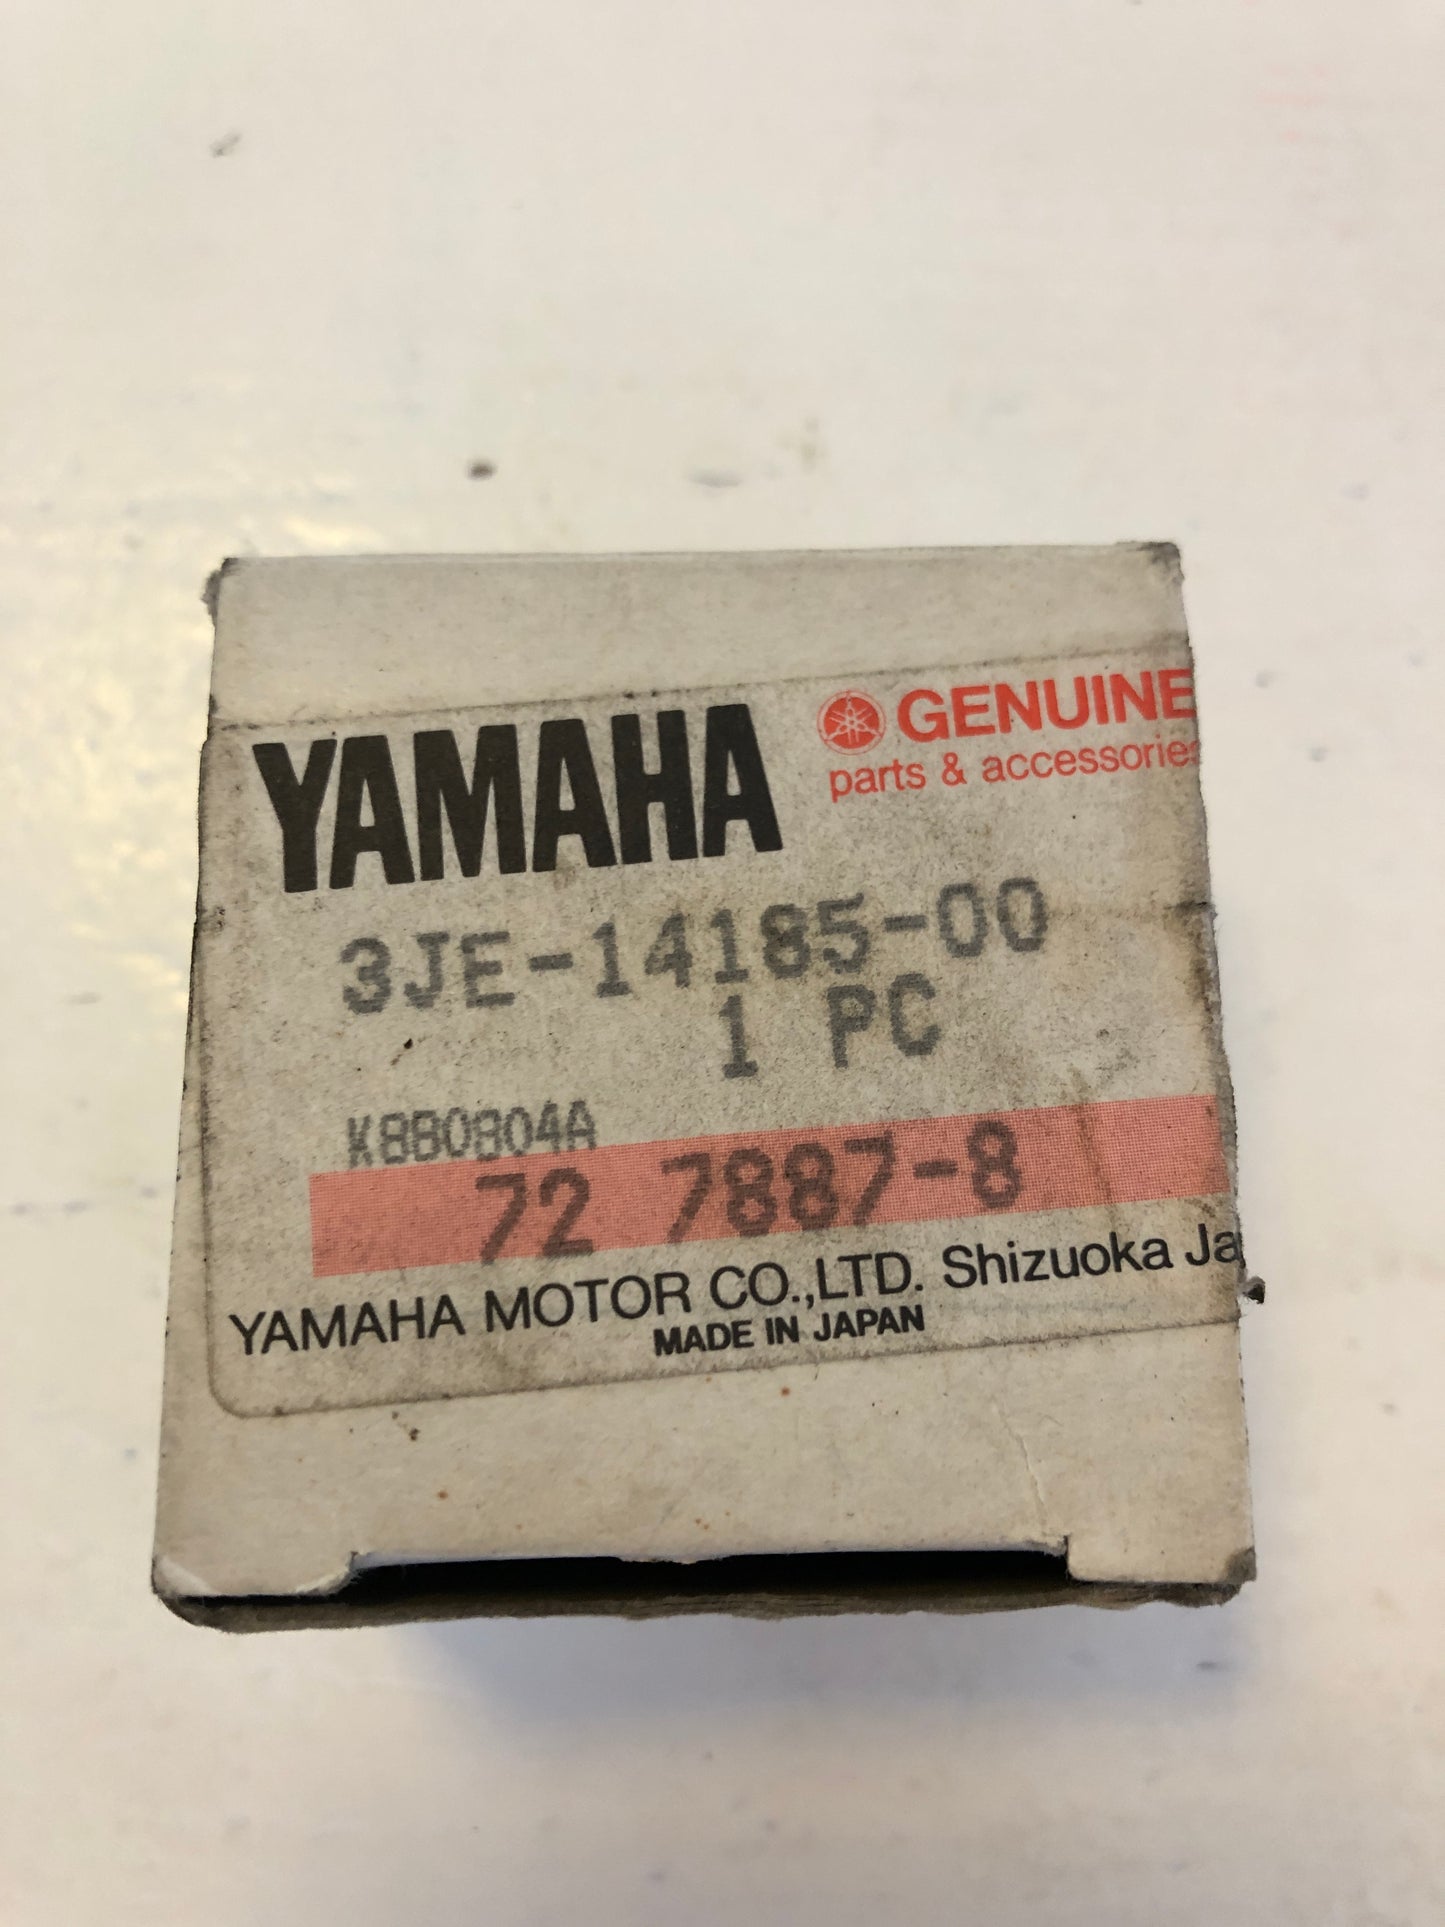 YAMAHA
GENUINE
parts & accessories
3JE-14185-00
1 PC
K8B0804A
72 7887-8
YAMAHA MOTOR CO.,LTD. Shizuoka Ja
MADE IN JAPAN